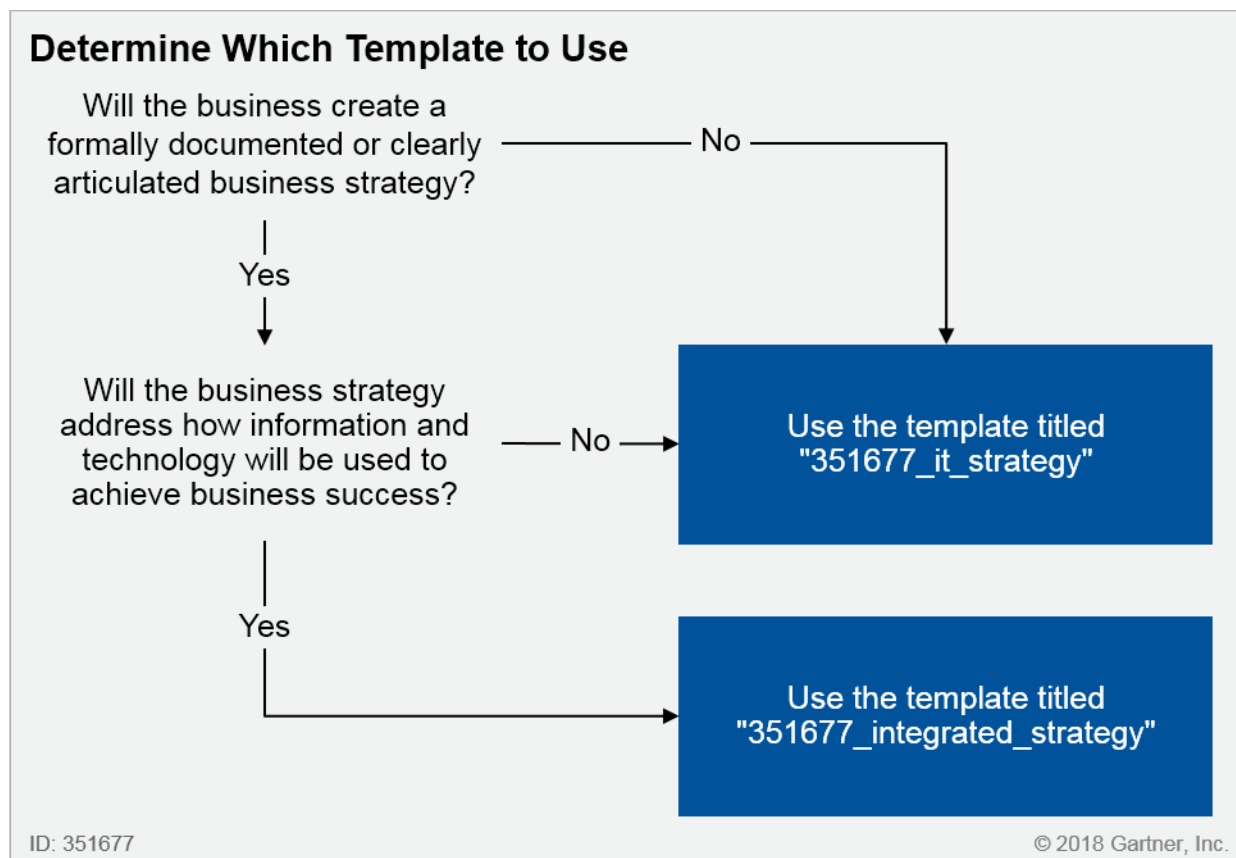 Determine Which Template to Use
Will the business create a
formally documented or clearly
articulated business strategy?
No
Yes
Will the business strategy
address how information and
technology will be used to
achieve business success?
No
Use the template titled
"351677_it_strategy"
Yes
Use the template titled
"351677_integrated_strategy"
ID: 351677
© 2018 Gartner, Inc.